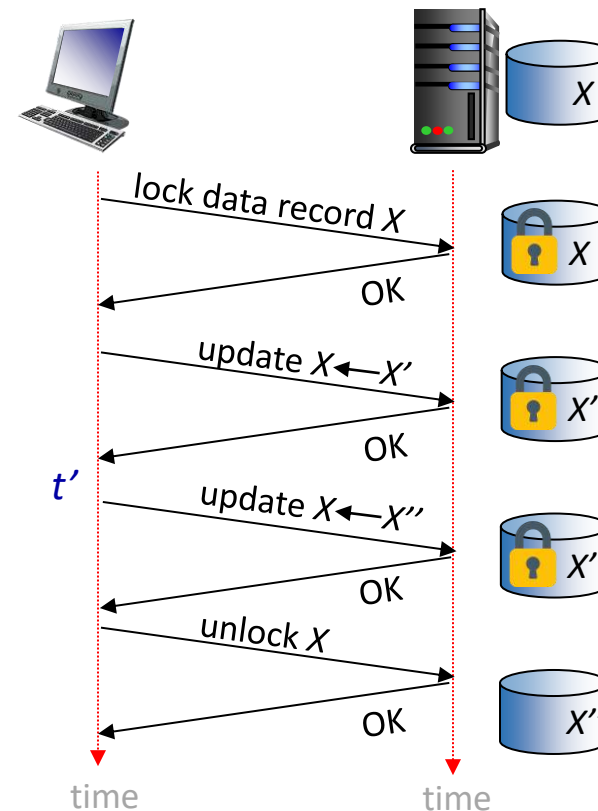 X
lock data record X
X
OK
update X←X’
X’
OK
t’
update X←X’’
X’
OK
unlock X
X’
OK
time
time